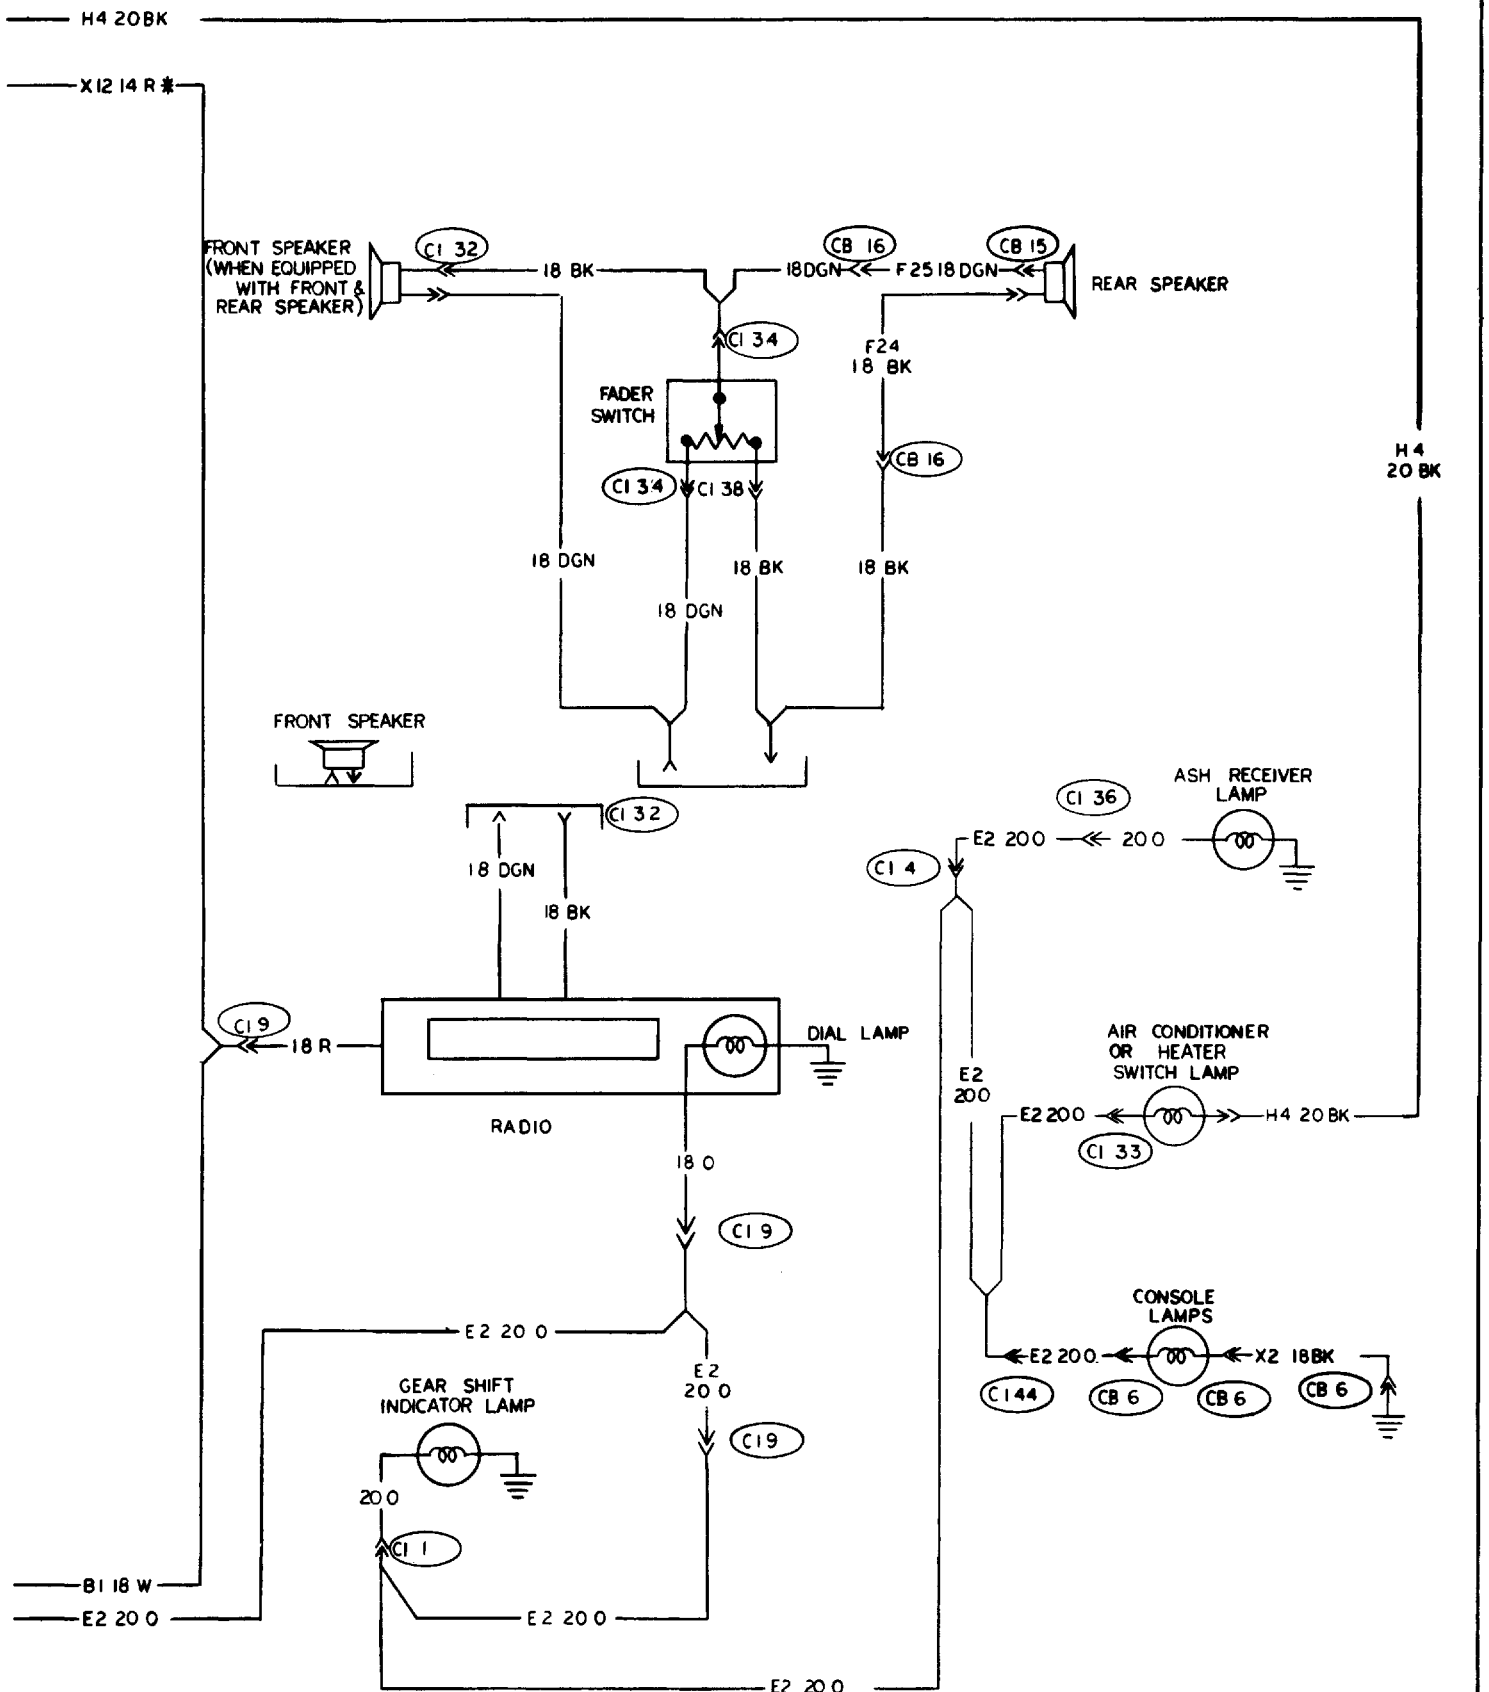 H4 20BK
X12 14 R *
FRONT SPEAKER
(WHEN EQUIPPED
WITH FRONT &
REAR SPEAKER)
C1 32
18 BK
CB 16
CB 15
18DGN
F25 18 DGN
REAR SPEAKER
C1 34
F24
18 BK
FADER
SWITCH
CB 16
H4
20 BK
C1 34
C1 38
18 DGN
18 BK
18 BK
18 DGN
FRONT SPEAKER
ASH RECEIVER
LAMP
C1 36
C1 32
E2 20 O
20 O
C1 4
18 DGN
18 BK
C1 9
18 R
DIAL LAMP
AIR CONDITIONER
OR HEATER
SWITCH LAMP
E2
20 O
E2 20 O
H4 20 BK
RADIO
C1 33
18 O
C1 9
CONSOLE
LAMPS
E2 20 O
E2 20 O
X2 18BK
E2
20 O
GEAR SHIFT
INDICATOR LAMP
C1 44
CB 6
CB 6
CB 6
C1 9
20 O
C1 1
B1 18 W
E2 20 O
E2 20 O
E2 20 O